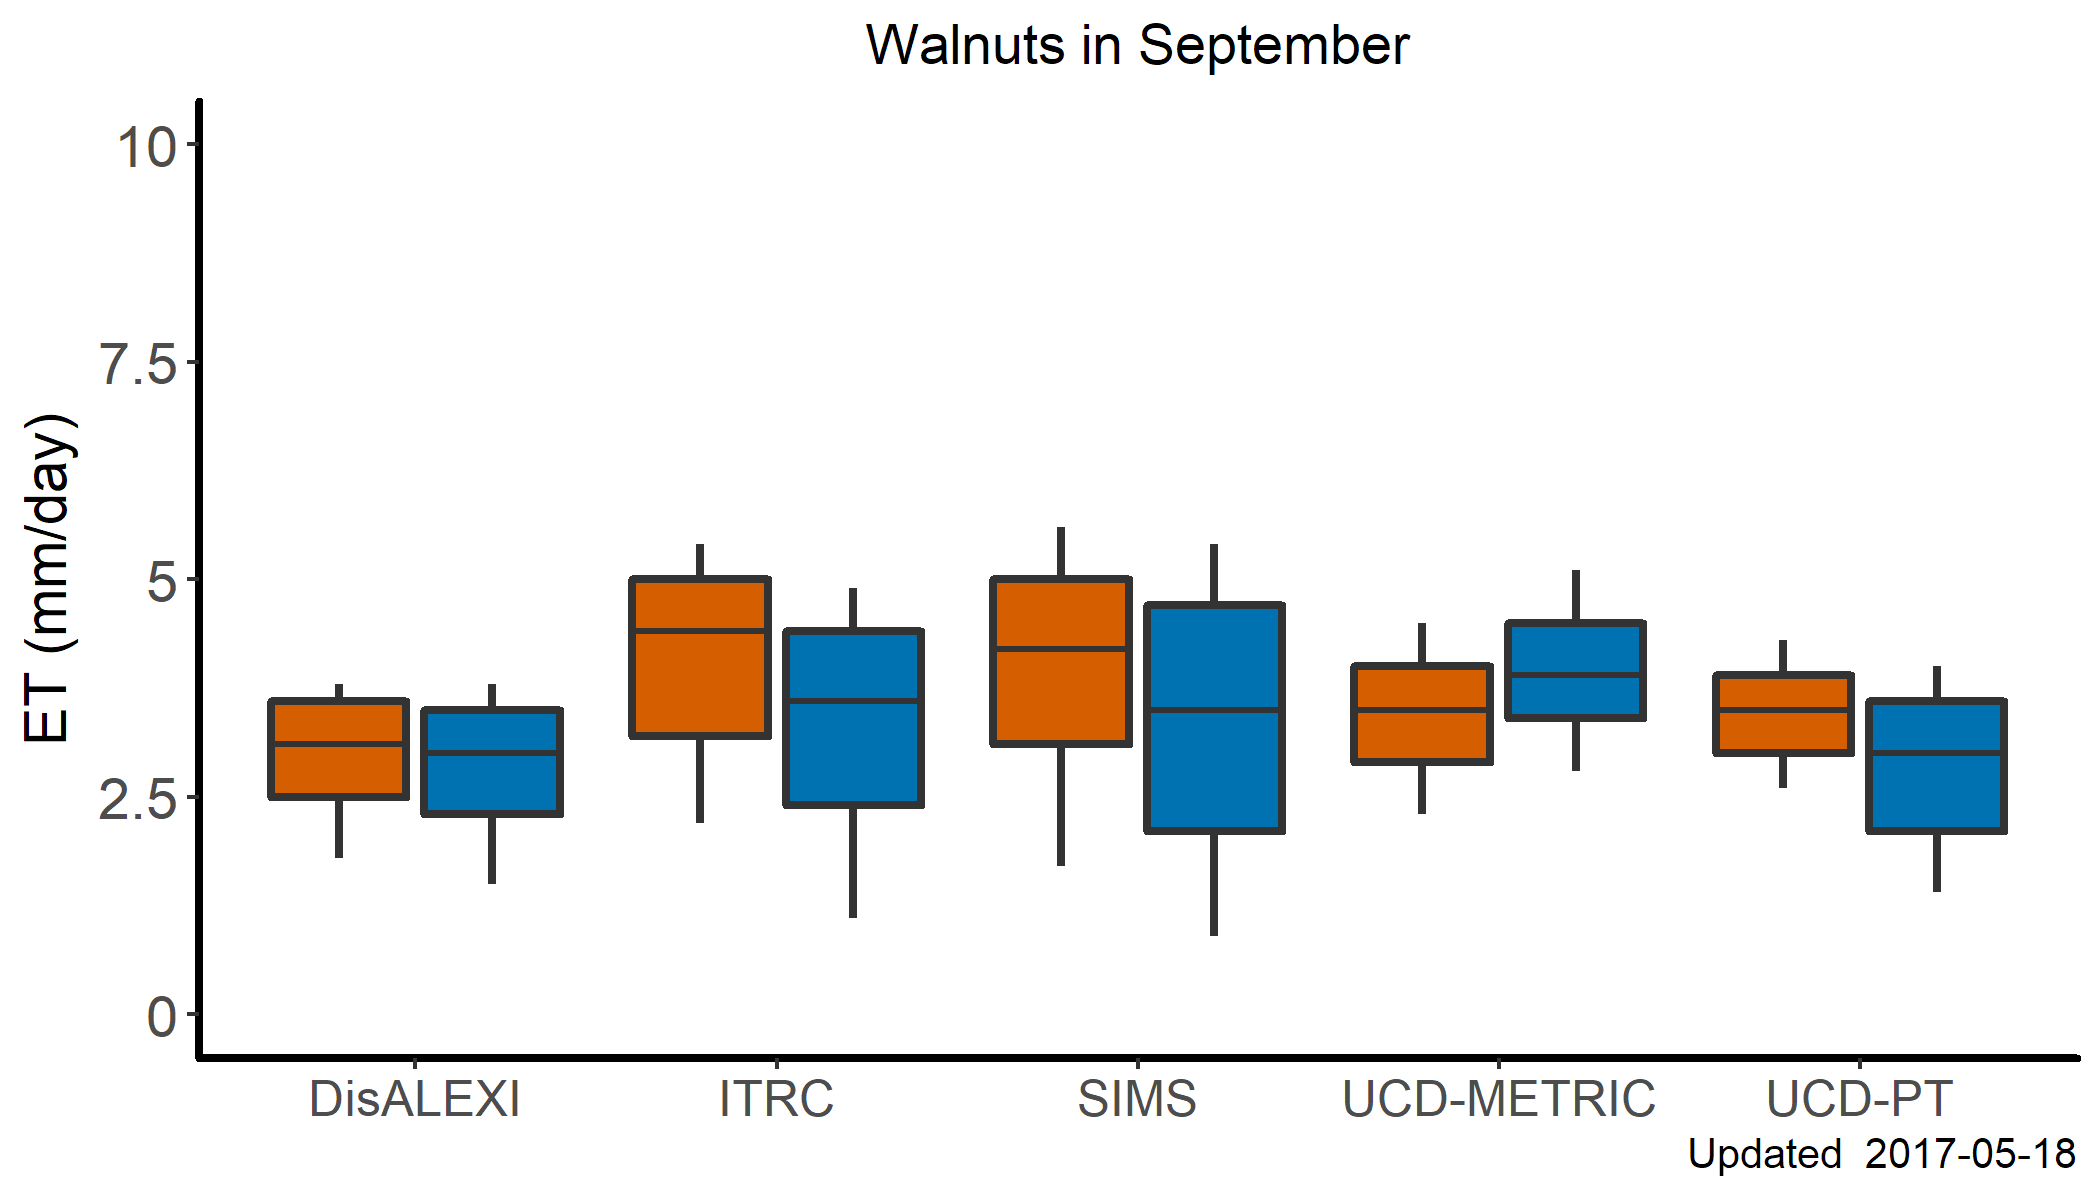 Walnuts in September
ET (mm/day)
10
7.5
5
2.5
0
DisALEXI ITRC SIMS UCD-METRIC UCD-PT
Updated  2017-05-18